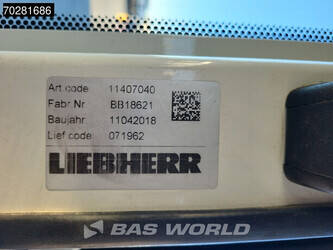 70281686
Art.code: 11407040
Fabr Nr BB18621
Baujahr: 11042018
Lief code: 071962
LIEBHERR
BAS WORLD